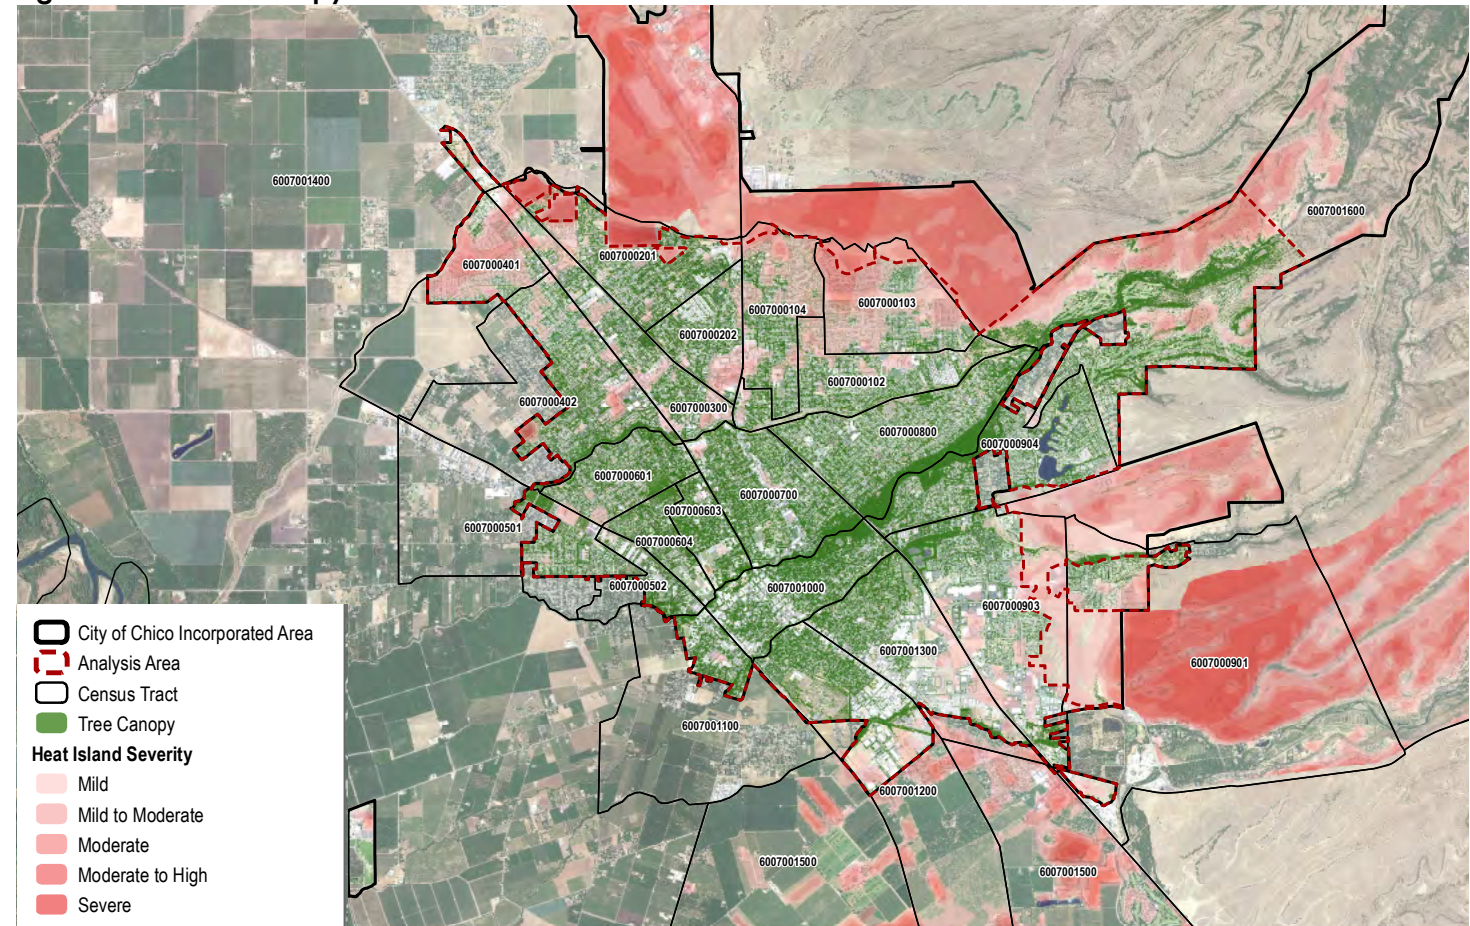 6007001400
6007001600
6007000201
6007000401
6007000103
6007000104
6007000202
6007000102
6007000402
6007000300
6007000800
6007000904
6007000601
6007000700
6007000603
6007000501
6007000604
6007000502
6007001000
6007000903
6007001300
6007000901
6007001100
6007001200
6007001500
6007001500
City of Chico Incorporated Area
Analysis Area
Census Tract
Tree Canopy
Heat Island Severity
Mild
Mild to Moderate
Moderate
Moderate to High
Severe